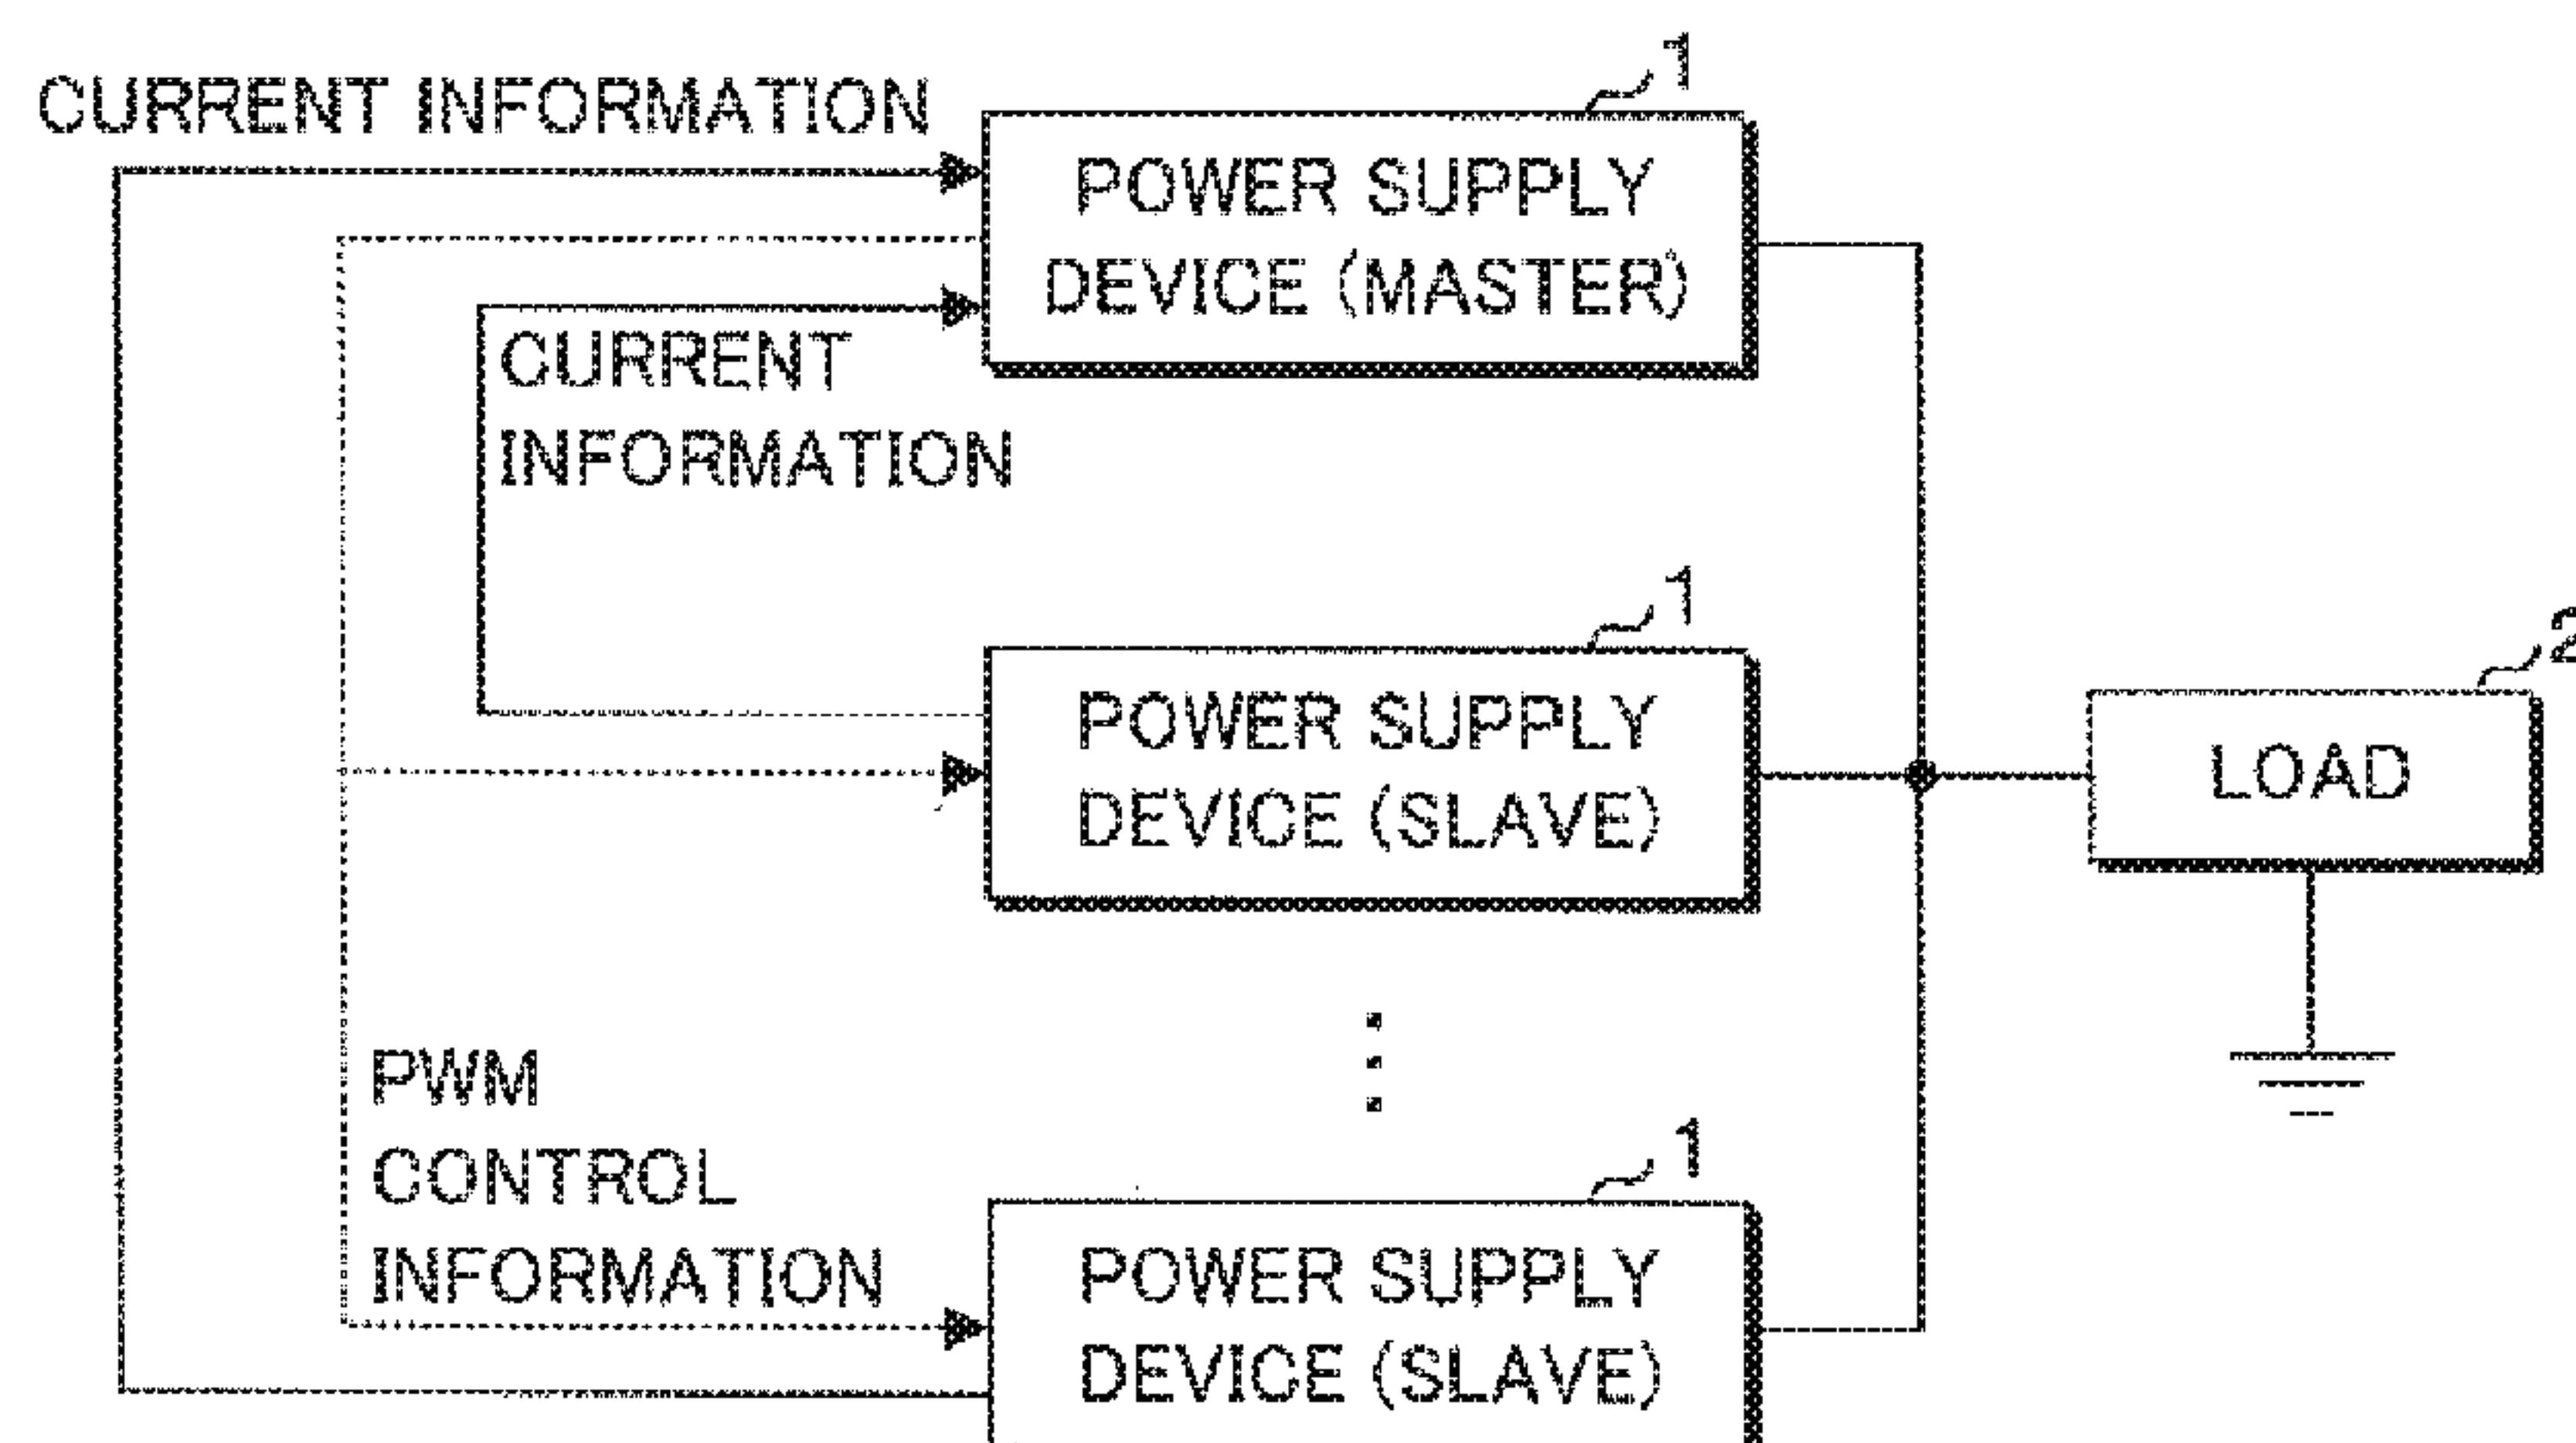 CURRENT INFORMATION
1
POWER SUPPLY
DEVICE (MASTER)
CURRENT
INFORMATION
1
POWER SUPPLY
DEVICE (SLAVE)
2
LOAD
PWM
CONTROL
INFORMATION
1
POWER SUPPLY
DEVICE (SLAVE)